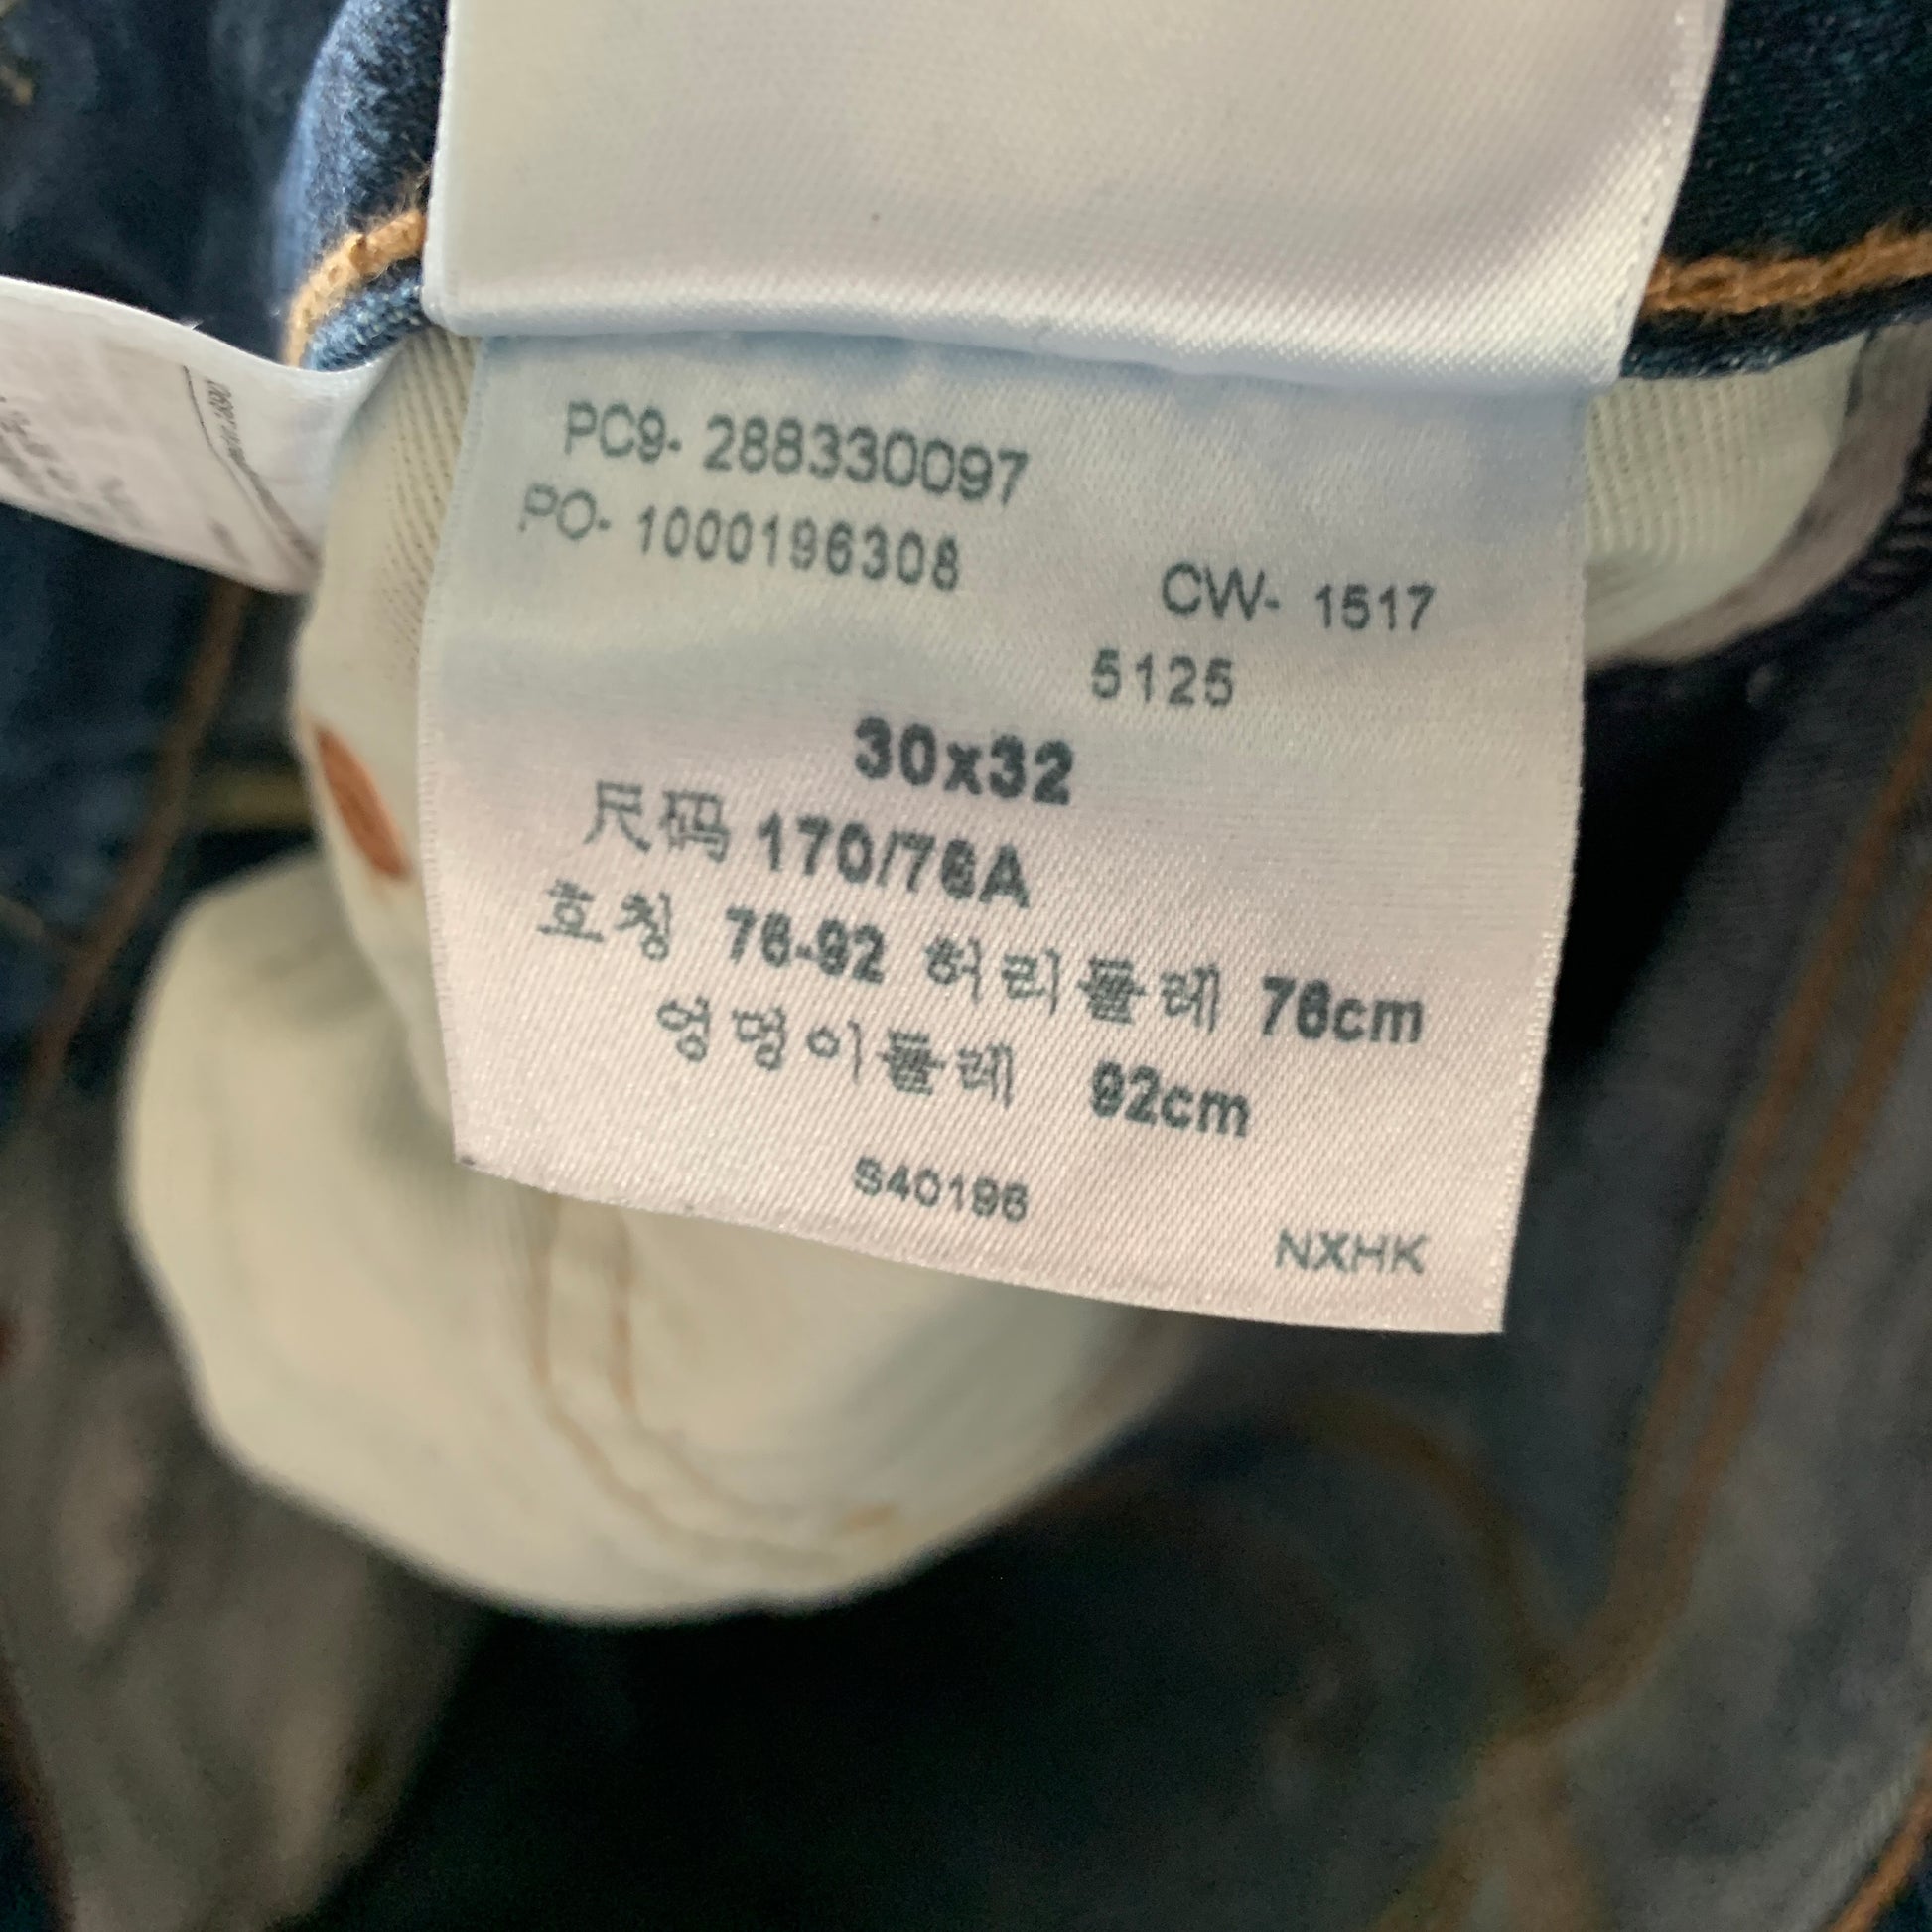 PC9- 288330097
PO- 1000196308
CW- 1517
5125
30x32
尺码 170/76A
호칭 76-92 허리둘레 76cm
엉덩이둘레 92cm
S40196
NXHK